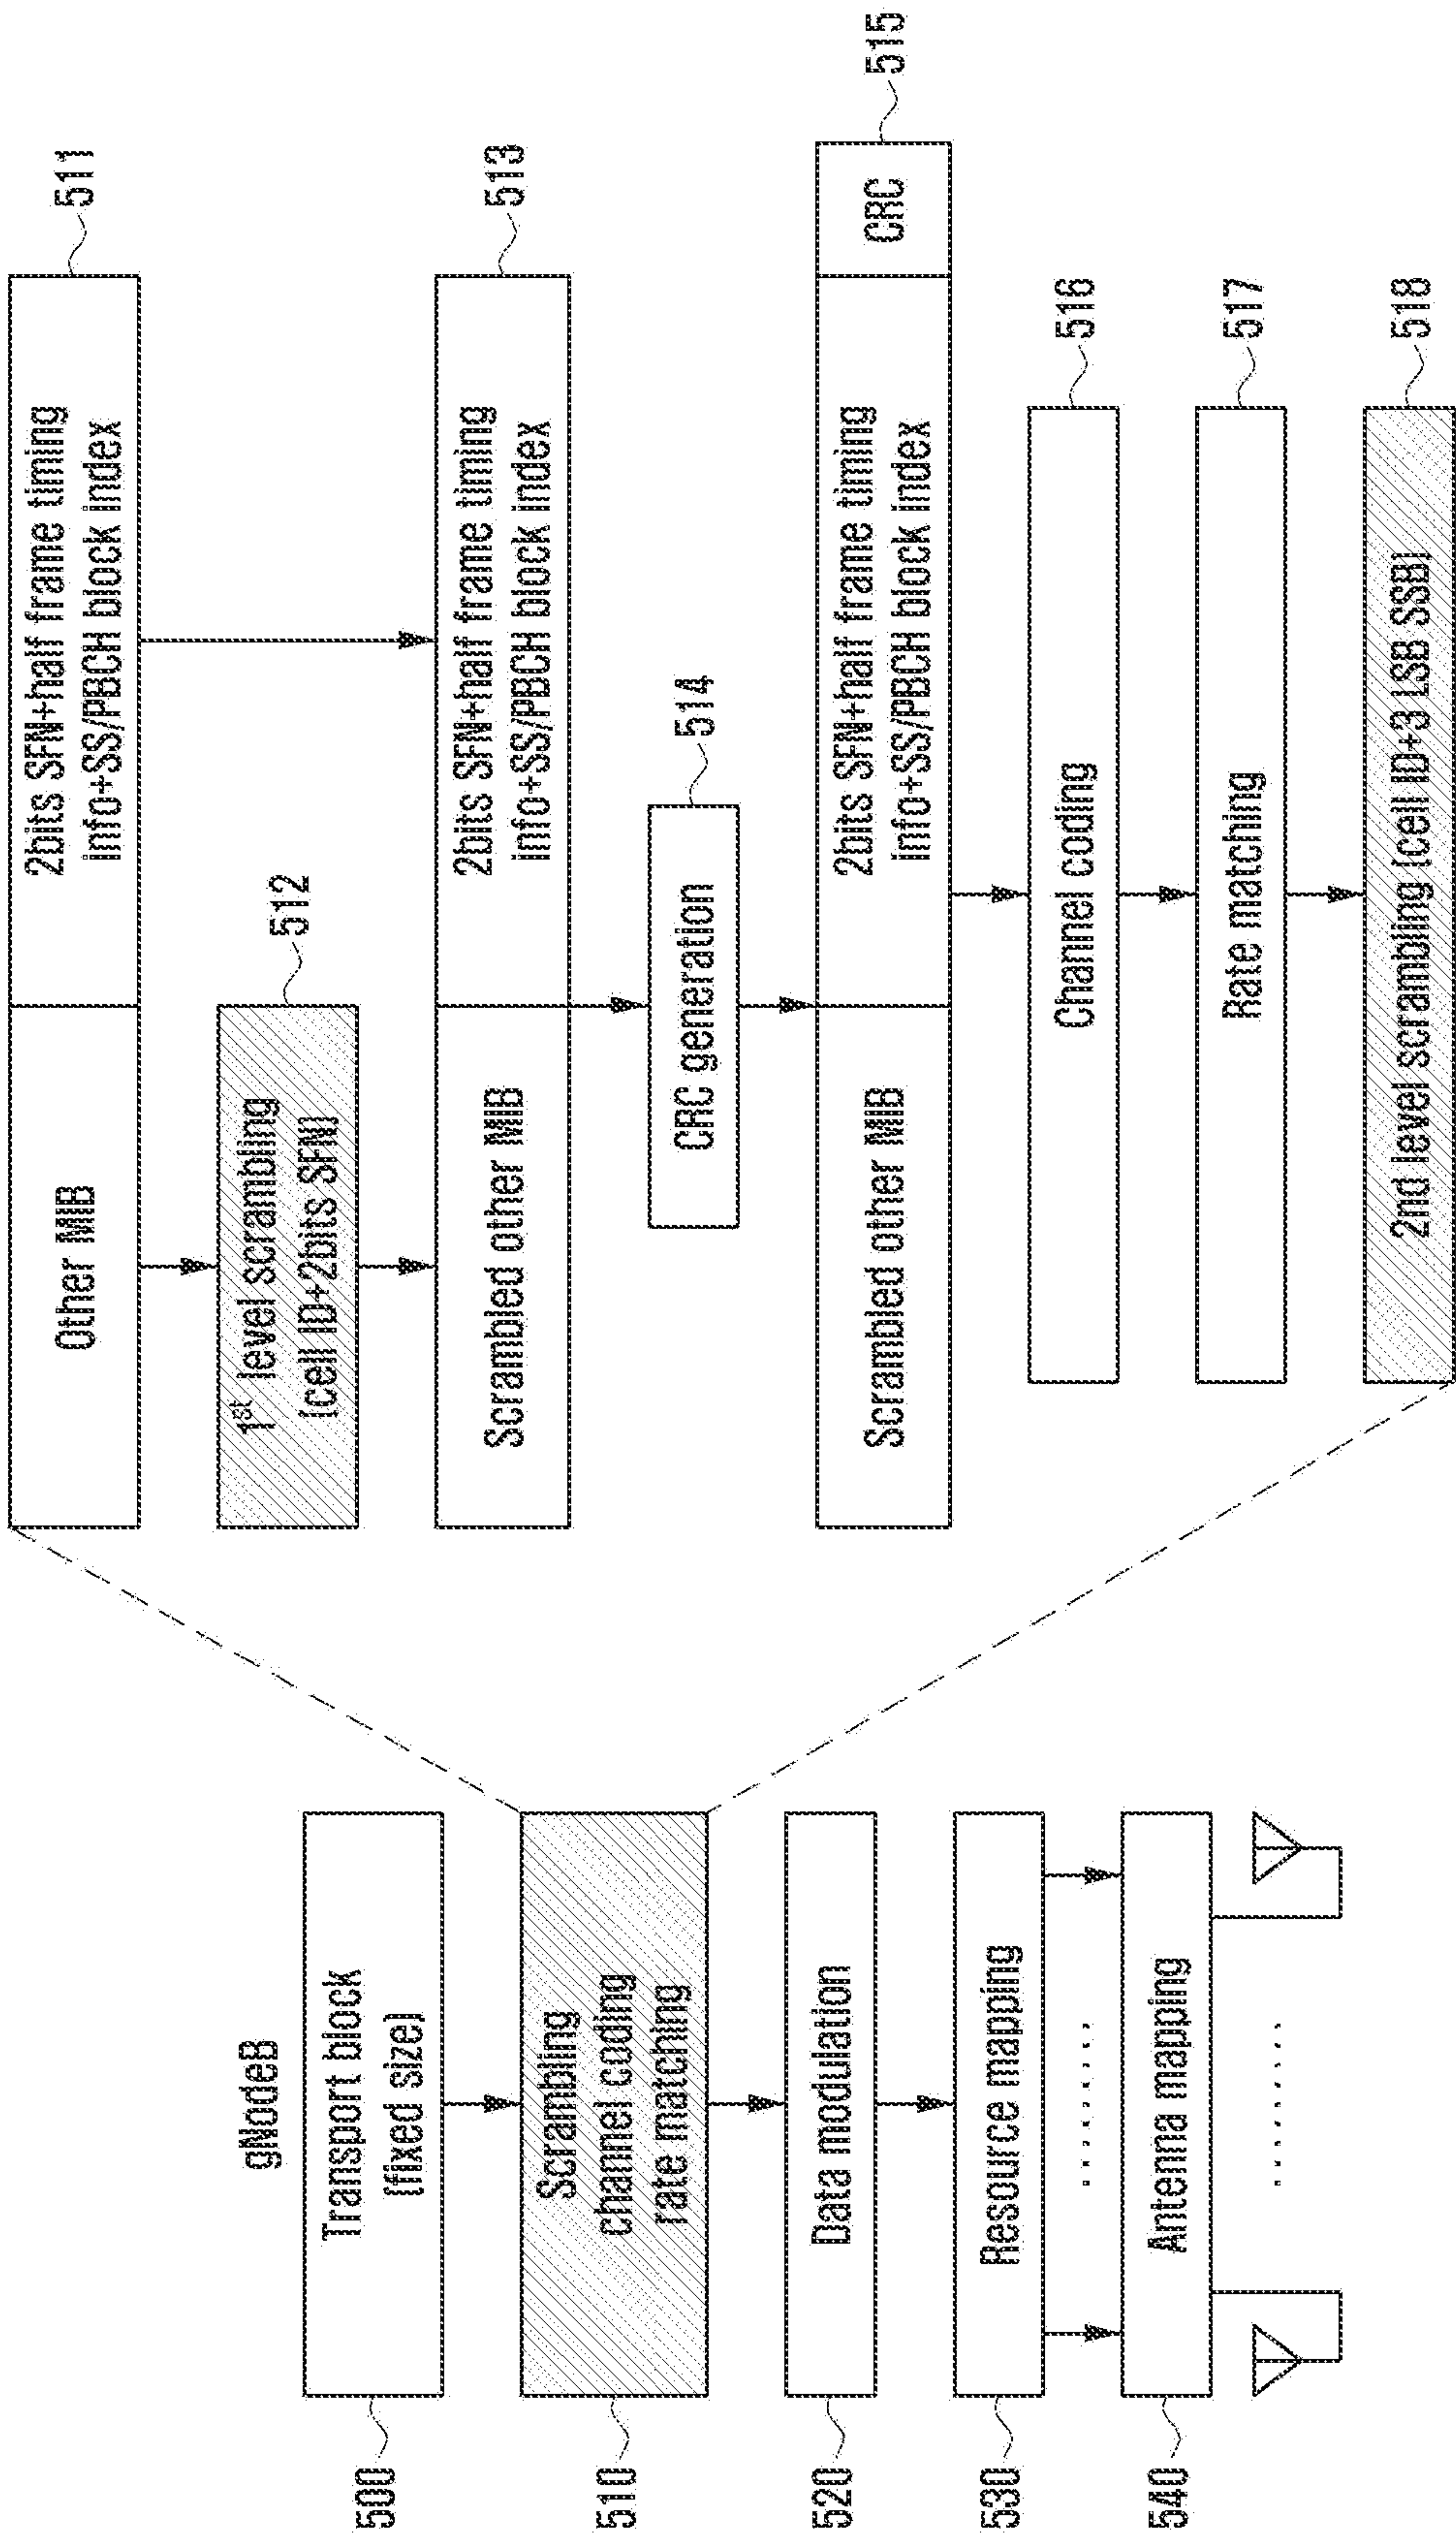 gNodeB
Transport block
(fixed size)
500
Scrambling
channel coding
rate matching
510
Data modulation
520
Resource mapping
530
Antenna mapping
540
Other MIB
2bits SFN+half frame timing
info+SS/PBCH block index
511
1st level scrambling
(cell ID+2bits SFN)
512
Scrambled other MIB
2bits SFN+half frame timing
info+SS/PBCH block index
513
CRC generation
514
Scrambled other MIB
2bits SFN+half frame timing
info+SS/PBCH block index
CRC
515
Channel coding
516
Rate matching
517
2nd level scrambling (cell ID+3 LSB SSB)
518